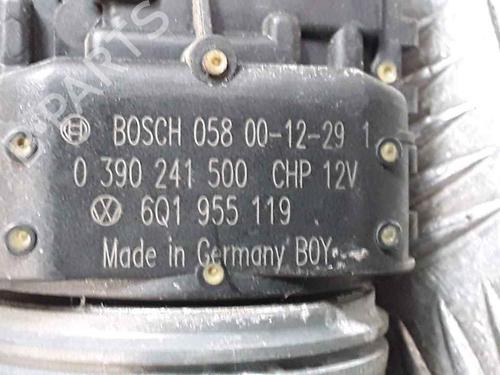 BOSCH 058 00-12-29 1
0 390 241 500 CHP 12V
6Q1 955 119
Made in Germany BOY